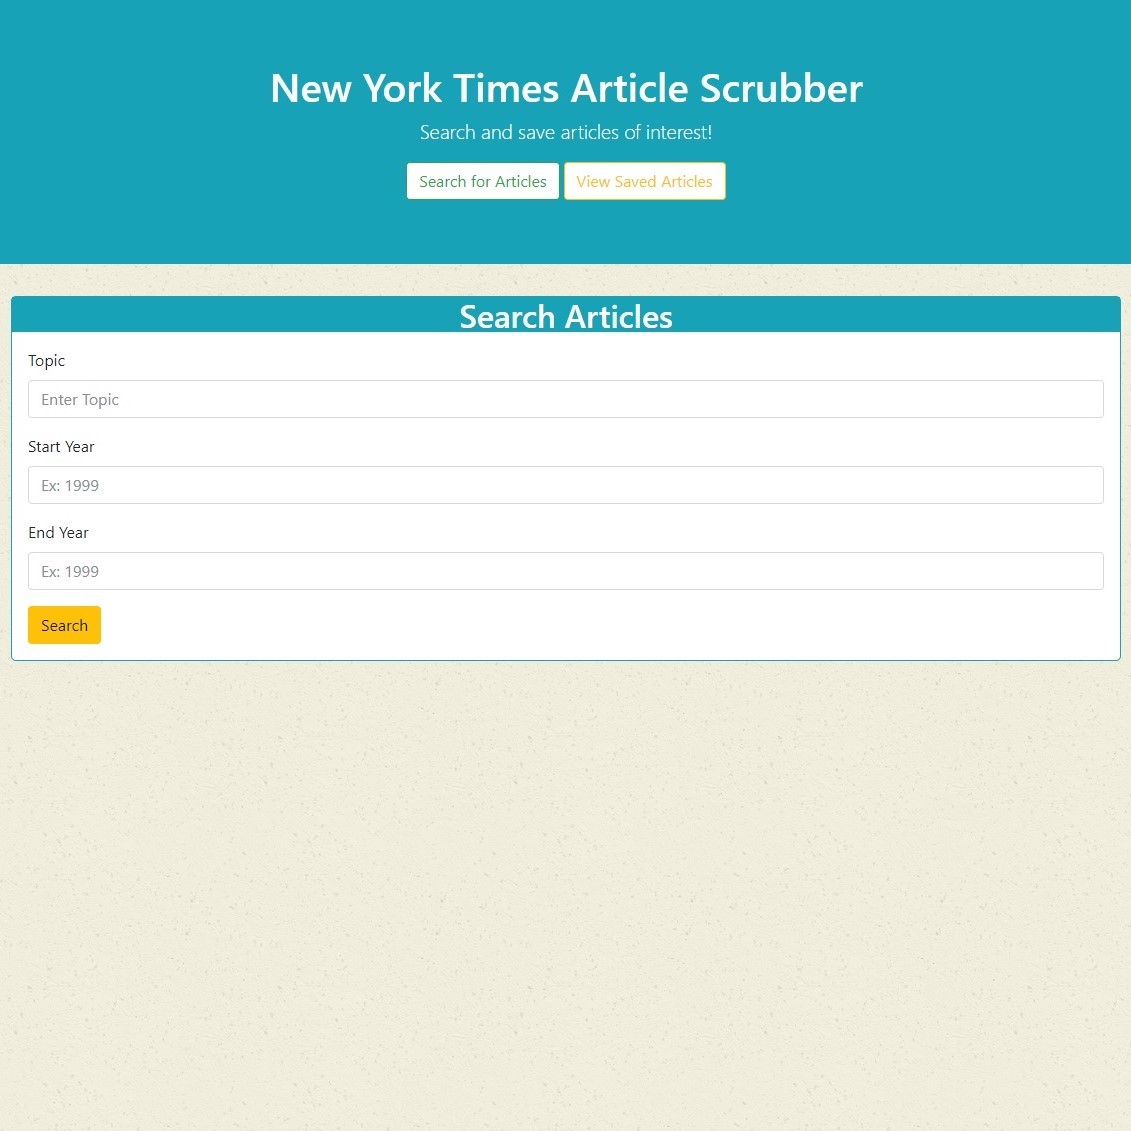 New York Times Article Scrubber
Search and save articles of interest!
Search for Articles View Saved Articles
Search Articles
Topic
Enter Topic
Start Year
Ex: 1999
End Year
Ex: 1999
Search